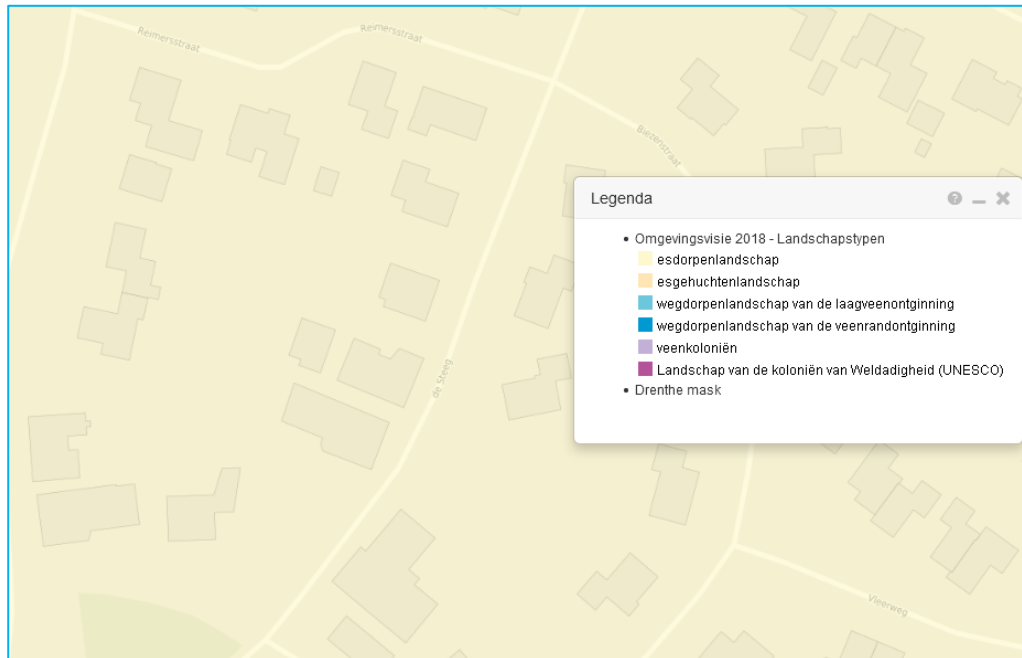 Reimersstraat
Reimersstraat
Biezenstraat
de Steeg
Vleerweg
Legenda
• Omgevingsvisie 2018 - Landschapstypen
esdorpenlandschap
esgehuchtenlandschap
wegdorpenlandschap van de laagveenontginning
wegdorpenlandschap van de veenrandontginning
veenkoloniën
Landschap van de koloniën van Weldadigheid (UNESCO)
• Drenthe mask